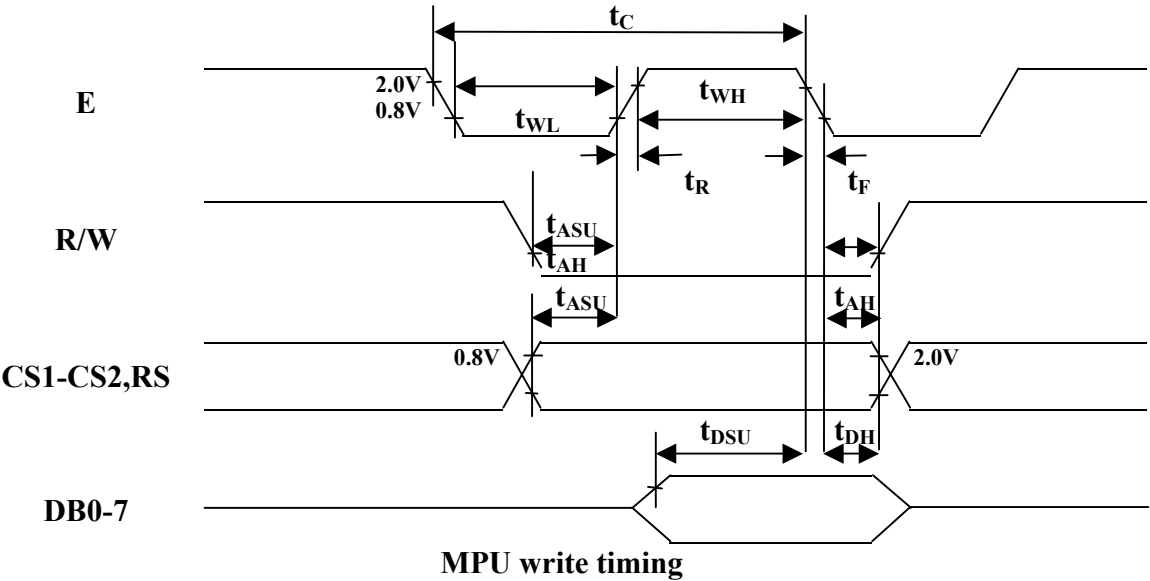 tC
E
2.0V
0.8V
tWL
tWH
tR
tF
R/W
tASU
tAH
tASU
tAH
CS1-CS2,RS
0.8V
2.0V
tDSU
tDH
DB0-7
MPU write timing